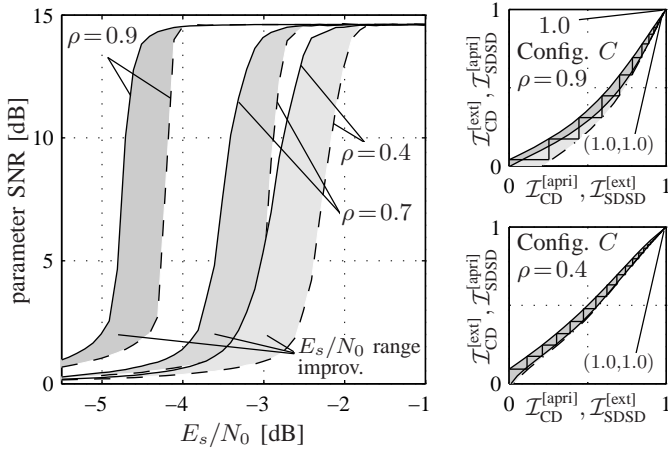 15
10
5
0
parameter SNR [dB]
ρ=0.9
ρ=0.4
ρ=0.7
E_s/N_0 range
improv.
−5 −4 −3 −2 −1
E_s/N_0 [dB]
1
1.0
Config. C
ρ=0.9
(1.0,1.0)
0
0 1
I_CD^[ext], I_SDSD^[apri]
I_CD^[apri], I_SDSD^[ext]
1
Config. C
ρ=0.4
(1.0,1.0)
0
0 1
I_CD^[ext], I_SDSD^[apri]
I_CD^[apri], I_SDSD^[ext]